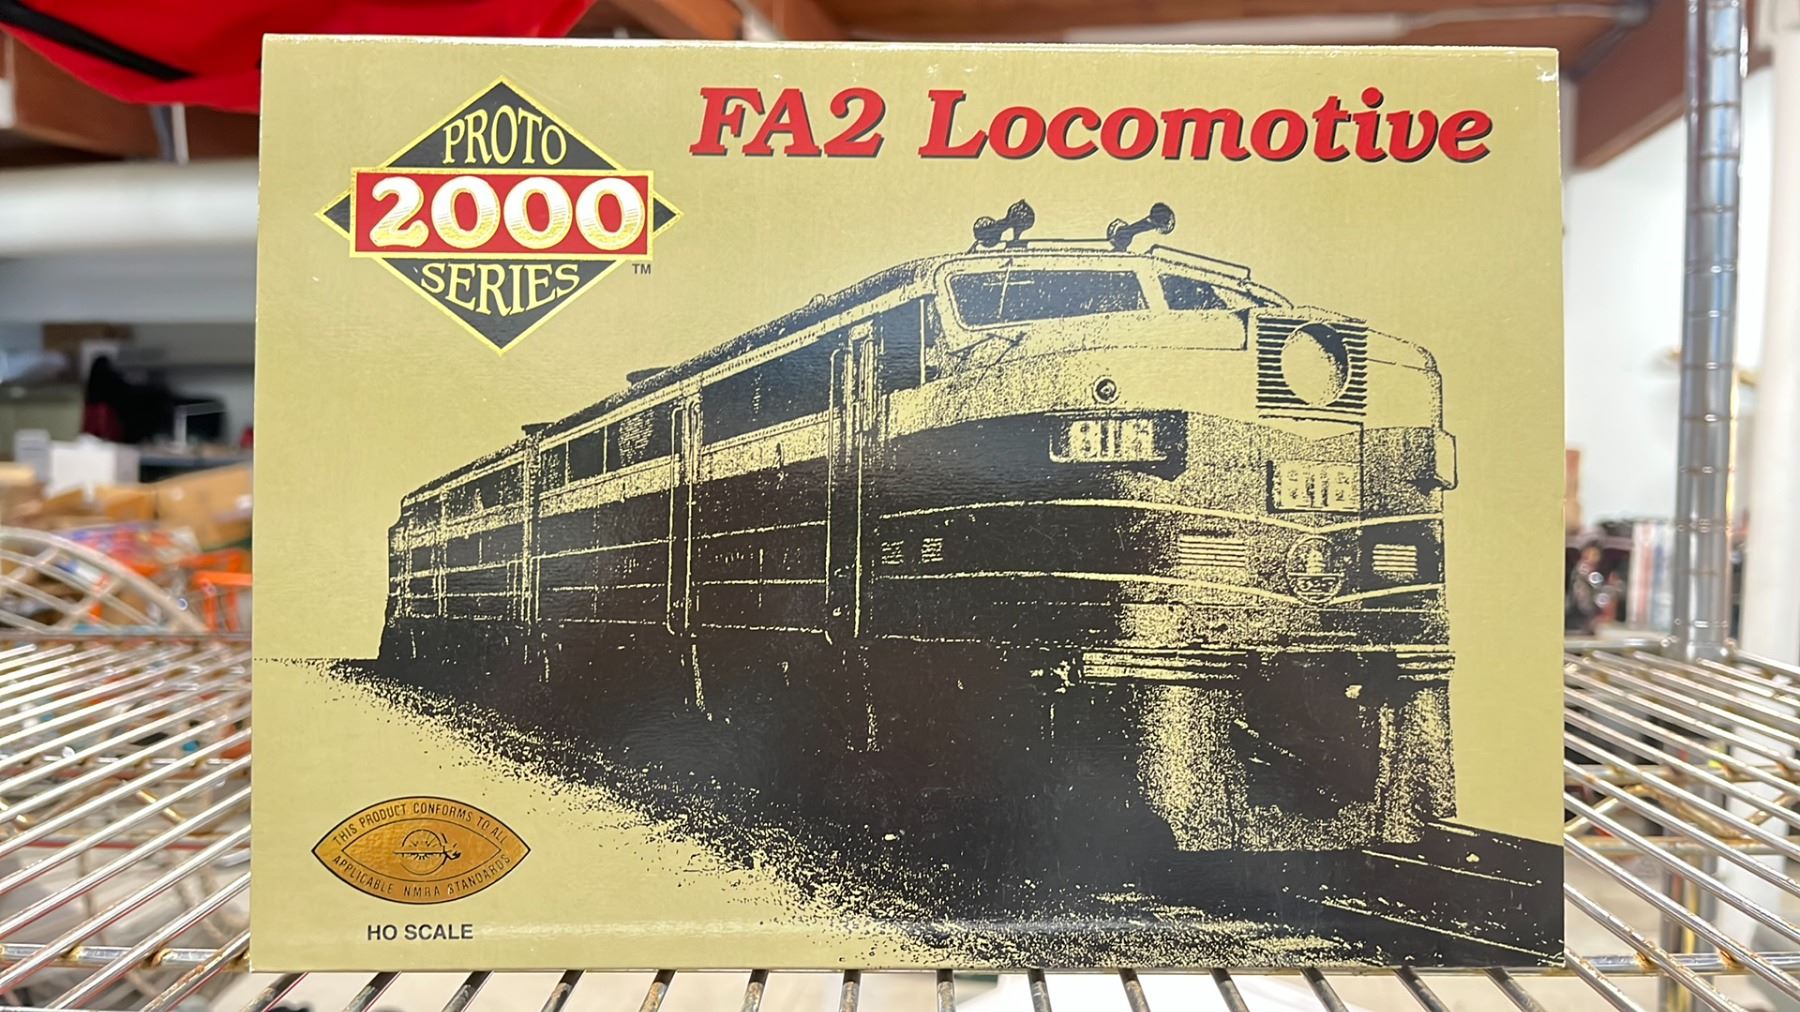 FA2 Locomotive
PROTO
2000
SERIES
TM
THIS PRODUCT CONFORMS TO ALL
APPLICABLE NMRA STANDARDS
HO SCALE